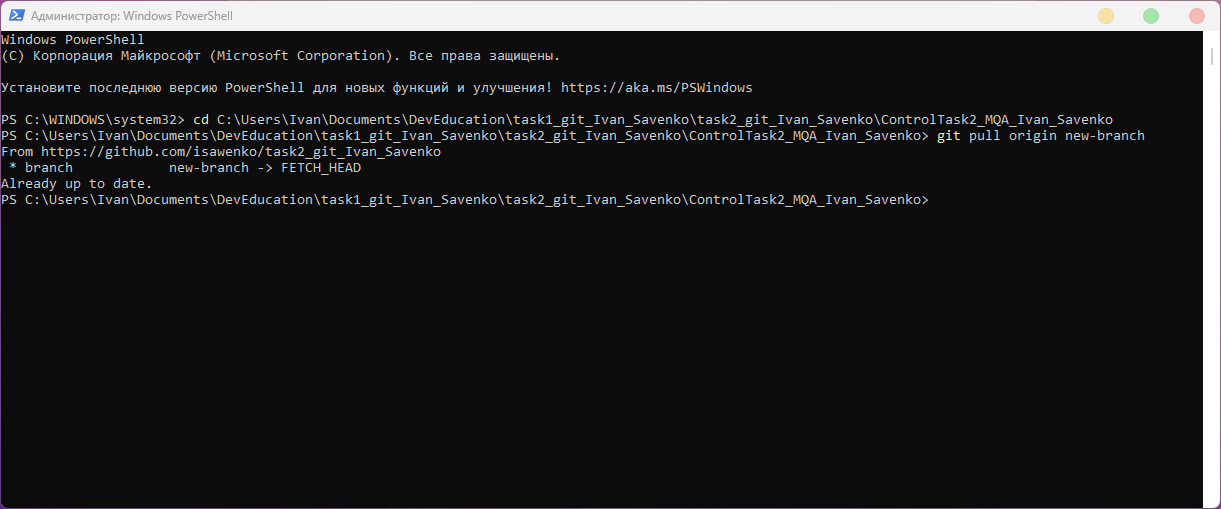 Администратор: Windows PowerShell
Windows PowerShell
(C) Корпорация Майкрософт (Microsoft Corporation). Все права защищены.
Установите последнюю версию PowerShell для новых функций и улучшения! https://aka.ms/PSWindows
PS C:\WINDOWS\system32> cd C:\Users\Ivan\Documents\DevEducation\task1_git_Ivan_Savenko\task2_git_Ivan_Savenko\ControlTask2_MQA_Ivan_Savenko
PS C:\Users\Ivan\Documents\DevEducation\task1_git_Ivan_Savenko\task2_git_Ivan_Savenko\ControlTask2_MQA_Ivan_Savenko> git pull origin new-branch
From https://github.com/isawenko/task2_git_Ivan_Savenko
 * branch            new-branch -> FETCH_HEAD
Already up to date.
PS C:\Users\Ivan\Documents\DevEducation\task1_git_Ivan_Savenko\task2_git_Ivan_Savenko\ControlTask2_MQA_Ivan_Savenko>